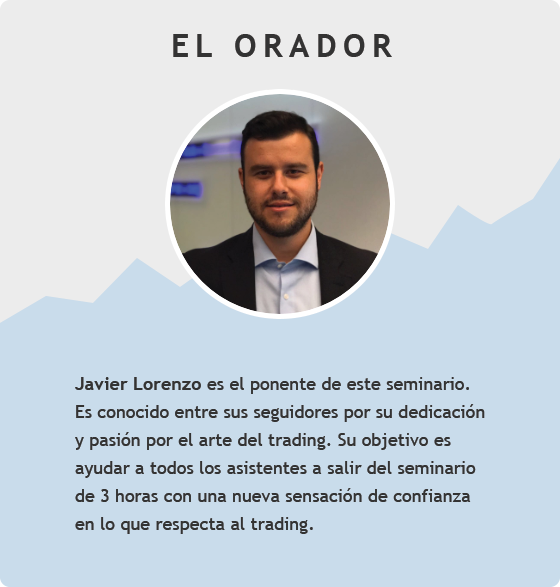 EL ORADOR
Javier Lorenzo es el ponente de este seminario.
Es conocido entre sus seguidores por su dedicación
y pasión por el arte del trading. Su objetivo es
ayudar a todos los asistentes a salir del seminario
de 3 horas con una nueva sensación de confianza
en lo que respecta al trading.